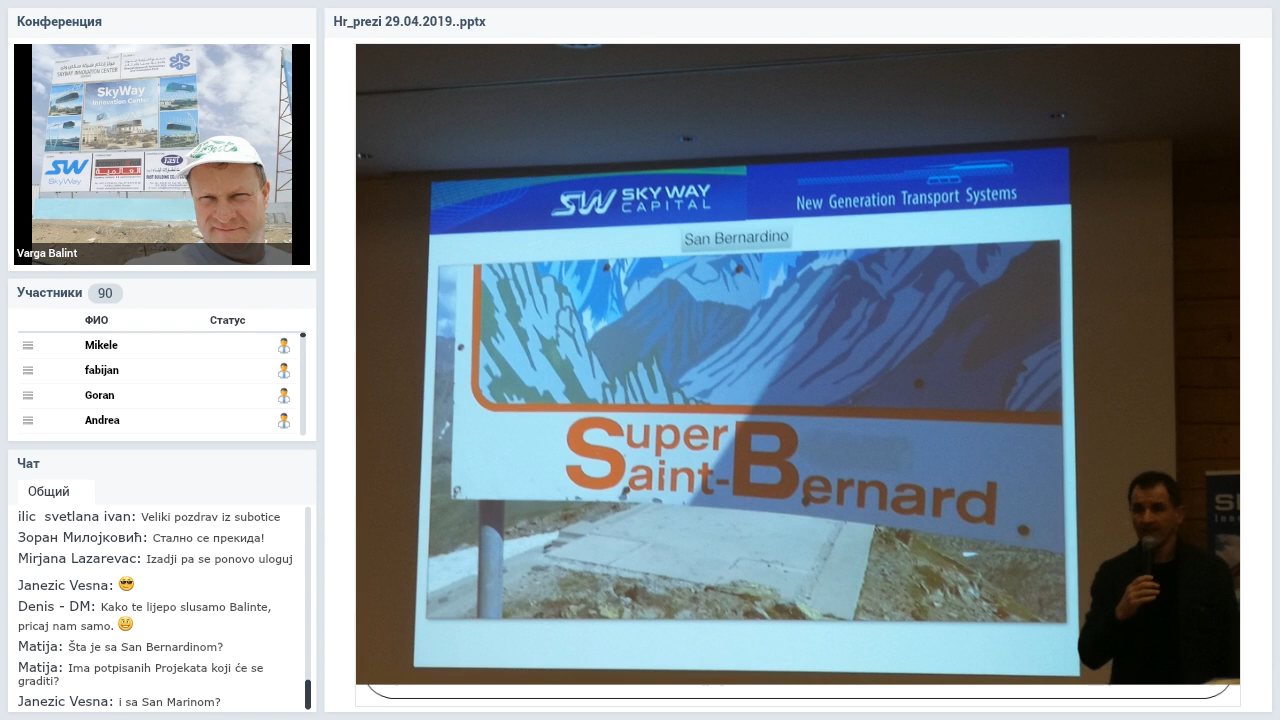 Конференция
SKYWAY INNOVATION CENTER
SkyWay
Innovation Center
SW
SkyWay
Varga Balint
Участники 90
ФИО Статус
Mikele
fabijan
Goran
Andrea
Чат
Общий
ilic svetlana ivan: Veliki pozdrav iz subotice
Зоран Милојковић: Стално се прекида!
Mirjana Lazarevac: Izadji pa se ponovo uloguj
Janezic Vesna:
Denis - DM: Kako te lijepo slusamo Balinte,
pricaj nam samo.
Matija: Šta je sa San Bernardinom?
Matija: Ima potpisanih Projekata koji će se
graditi?
Janezic Vesna: i sa San Marinom?
Hr_prezi 29.04.2019..pptx
SW SKY WAY
CAPITAL
New Generation Transport Systems
San Bernardino
Super
Saint-Bernard